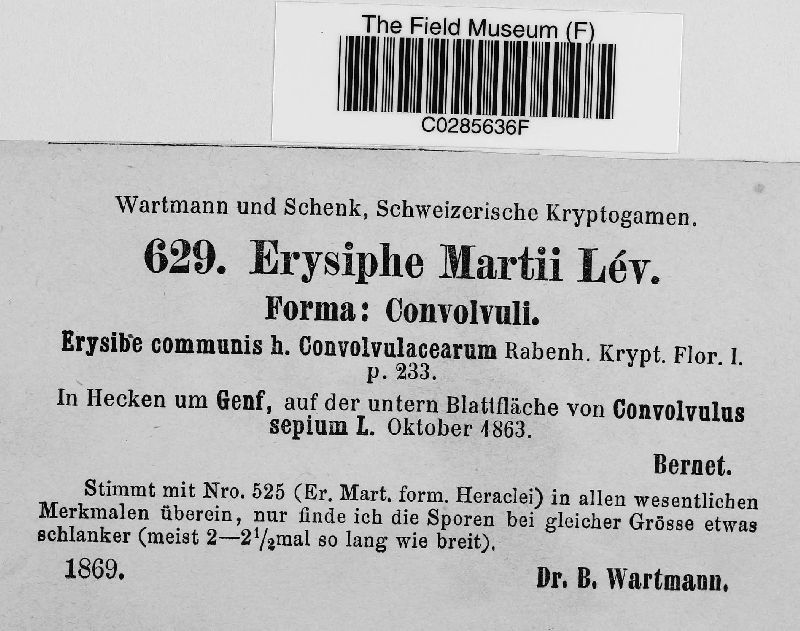 The Field Museum (F)
C0285636F
Wartmann und Schenk, Schweizerische Kryptogamen.
629. Erysiphe Martii Lév.
Forma: Convolvuli.
Erysibe communis h. Convolvulacearum Rabenh. Krypt. Flor. I.
p. 233.
In Hecken um Genf, auf der untern Blattfläche von Convolvulus
sepium L. Oktober 1863.
Bernet.
Stimmt mit Nro. 525 (Er. Mart. form. Heraclei) in allen wesentlichen
Merkmalen überein, nur finde ich die Sporen bei gleicher Grösse etwas
schlanker (meist 2—2 1/2mal so lang wie breit).
1869.
Dr. B. Wartmann.